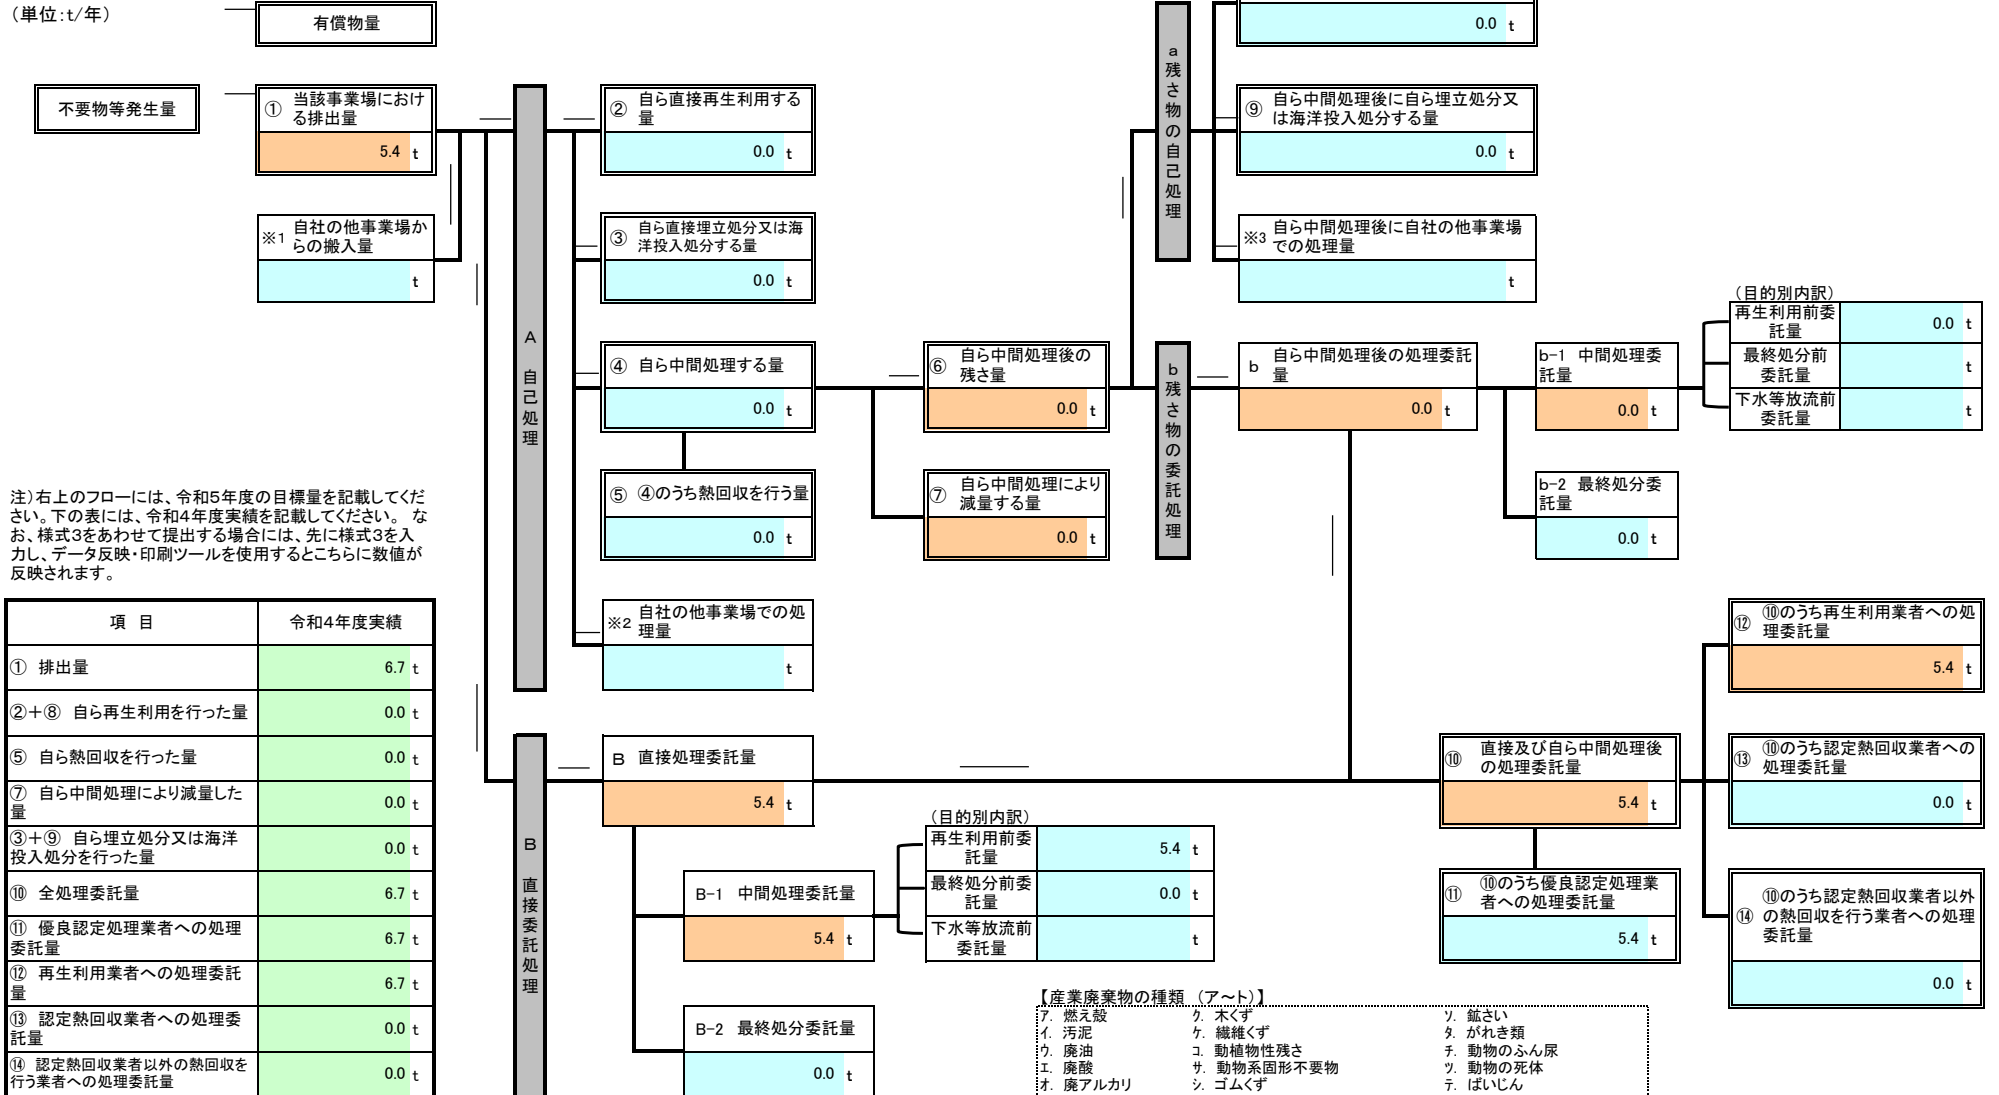 （単位：t/年）
有償物量
不要物等発生量
① 当該事業場におけ
る排出量
5.4 t
※1 自社の他事業場か
らの搬入量
t
A 自己処理
② 自ら直接再生利用する
量
0.0 t
③ 自ら直接埋立処分又は海
洋投入処分する量
0.0 t
④ 自ら中間処理する量
0.0 t
⑤ ④のうち熱回収を行う量
0.0 t
※2 自社の他事業場での処
理量
t
⑥ 自ら中間処理後の
残さ量
0.0 t
⑦ 自ら中間処理により
減量する量
0.0 t
a 残さ物の自己処理
0.0 t
⑨ 自ら中間処理後に自ら埋立処分又
は海洋投入処分する量
0.0 t
※3 自ら中間処理後に自社の他事業場
での処理量
t
b 残さ物の委託処理
b 自ら中間処理後の処理委託
量
0.0 t
b-1 中間処理委
託量
0.0 t
b-2 最終処分委
託量
0.0 t
（目的別内訳）
再生利用前委
託量
0.0 t
最終処分前
委託量
t
下水等放流前
委託量
t
注）右上のフローには、令和5年度の目標量を記載してくだ
さい。下の表には、令和4年度実績を記載してください。 な
お、様式3をあわせて提出する場合には、先に様式3を入
力し、データ反映・印刷ツールを使用するとこちらに数値が
反映されます。
項 目 令和4年度実績
① 排出量 6.7 t
②＋⑧ 自ら再生利用を行った量 0.0 t
⑤ 自ら熱回収を行った量 0.0 t
⑦ 自ら中間処理により減量した
量 0.0 t
③＋⑨ 自ら埋立処分又は海洋
投入処分を行った量 0.0 t
⑩ 全処理委託量 6.7 t
⑪ 優良認定処理業者への処理
委託量 6.7 t
⑫ 再生利用業者への処理委託
量 6.7 t
⑬ 認定熱回収業者への処理委
託量 0.0 t
⑭ 認定熱回収業者以外の熱回収を
行う業者への処理委託量 0.0 t
B 直接委託処理
B 直接処理委託量
5.4 t
B-1 中間処理委託量
5.4 t
B-2 最終処分委託量
0.0 t
（目的別内訳）
再生利用前委
託量
5.4 t
最終処分前委
託量
0.0 t
下水等放流前
委託量
t
⑩ 直接及び自ら中間処理後
の処理委託量
5.4 t
⑪ ⑩のうち優良認定処理業
者への処理委託量
5.4 t
⑫ ⑩のうち再生利用業者への処
理委託量
5.4 t
⑬ ⑩のうち認定熱回収業者への
処理委託量
0.0 t
⑭ ⑩のうち認定熱回収業者以外
の熱回収を行う業者への処理
委託量
0.0 t
【産業廃棄物の種類 （ア～ト）】
ア. 燃え殻 ク. 木くず ソ. 鉱さい
イ. 汚泥 ケ. 繊維くず タ. がれき類
ウ. 廃油 コ. 動植物性残さ チ. 動物のふん尿
エ. 廃酸 サ. 動物系固形不要物 ツ. 動物の死体
オ. 廃アルカリ シ. ゴムくず テ. ばいじん